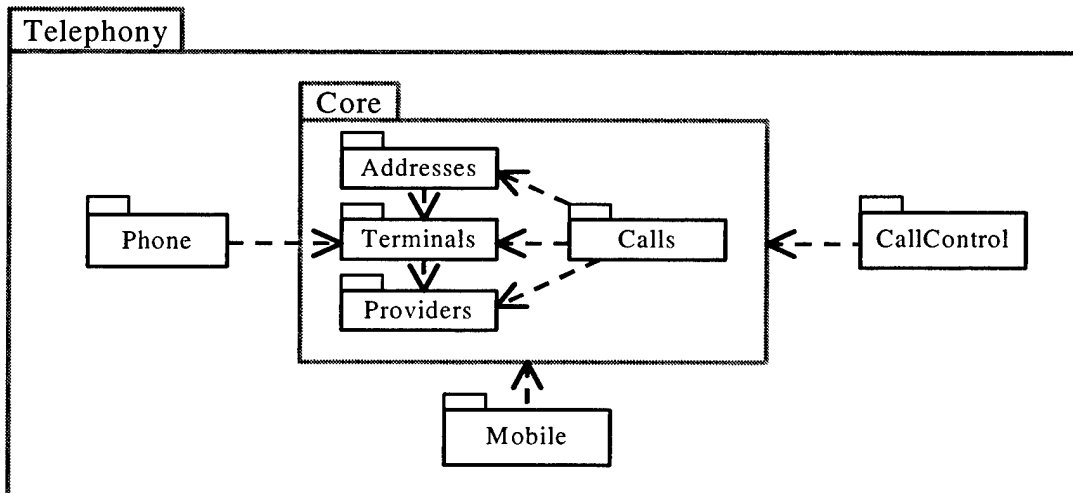 Telephony
Core
Addresses
Phone
Terminals
Calls
CallControl
Providers
Mobile